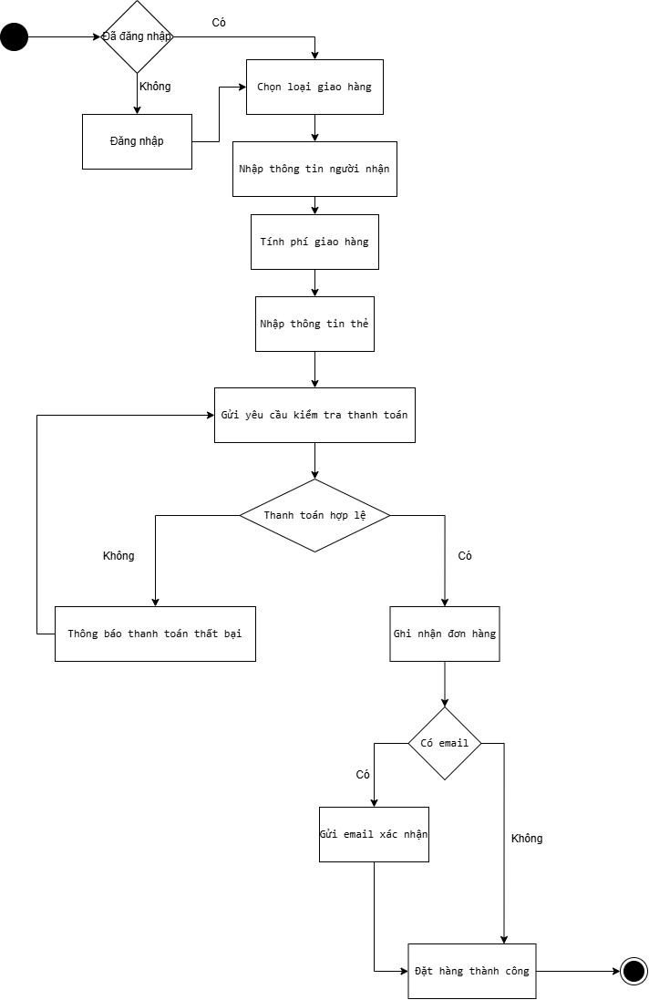 Đã đăng nhập
Có
Không
Chọn loại giao hàng
Đăng nhập
Nhập thông tin người nhận
Tính phí giao hàng
Nhập thông tin thẻ
Gửi yêu cầu kiểm tra thanh toán
Thanh toán hợp lệ
Không
Có
Thông báo thanh toán thất bại
Ghi nhận đơn hàng
Có email
Có
Gửi email xác nhận
Không
Đặt hàng thành công